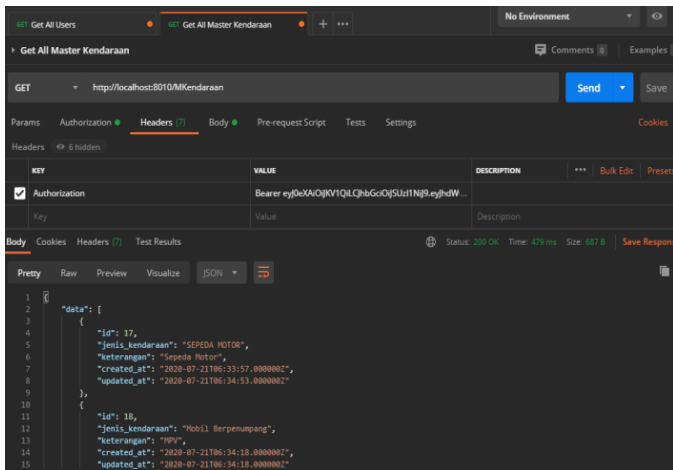 GET Get All Users GET Get All Master Kendaraan + ••• No Environment
Get All Master Kendaraan Comments 0 Examples
GET http://localhost:8010/MKendaraan Send Save
Params Authorization Headers (7) Body Pre-request Script Tests Settings Cookies
Headers 6 hidden
KEY VALUE DESCRIPTION ••• Bulk Edit Presets
Authorization Bearer
Key Value Description
Body Cookies Headers (7) Test Results Status: 200 OK Time: 479 ms Size: 687 B Save Respon
Pretty Raw Preview Visualize JSON
1 {
2 "data": [
3 {
4 "id": 17,
5 "jenis_kendaraan": "SEPEDA MOTOR",
6 "keterangan": "Sepeda Motor",
7 "created_at": "2020-07-21T06:33:57.000000Z",
8 "updated_at": "2020-07-21T06:34:53.000000Z"
9 },
10 {
11 "id": 18,
12 "jenis_kendaraan": "Mobil Berpenumpang",
13 "keterangan": "MPV",
14 "created_at": "2020-07-21T06:34:18.000000Z",
15 "updated_at": "2020-07-21T06:34:18.000000Z"